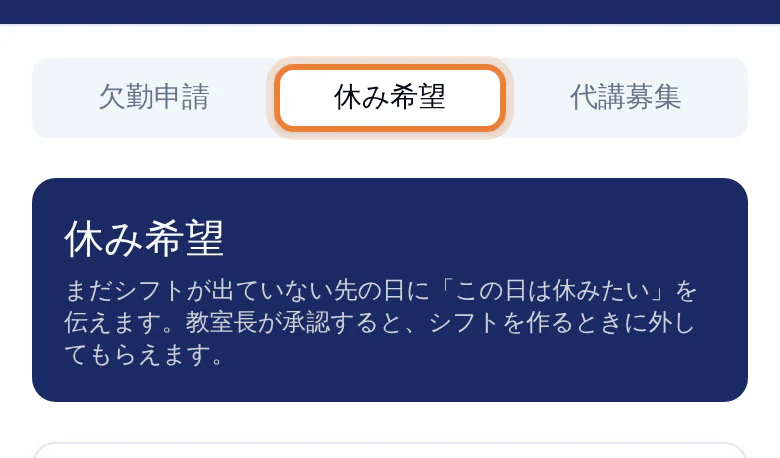 欠勤申請
休み希望
代講募集
休み希望
まだシフトが出ていない先の日に「この日は休みたい」を
伝えます。教室長が承認すると、シフトを作るときに外し
てもらえます。